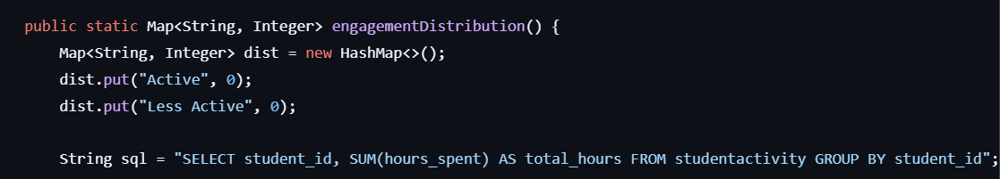 public static Map<String, Integer> engagementDistribution() {
    Map<String, Integer> dist = new HashMap<>();
    dist.put("Active", 0);
    dist.put("Less Active", 0);

    String sql = "SELECT student_id, SUM(hours_spent) AS total_hours FROM studentactivity GROUP BY student_id";